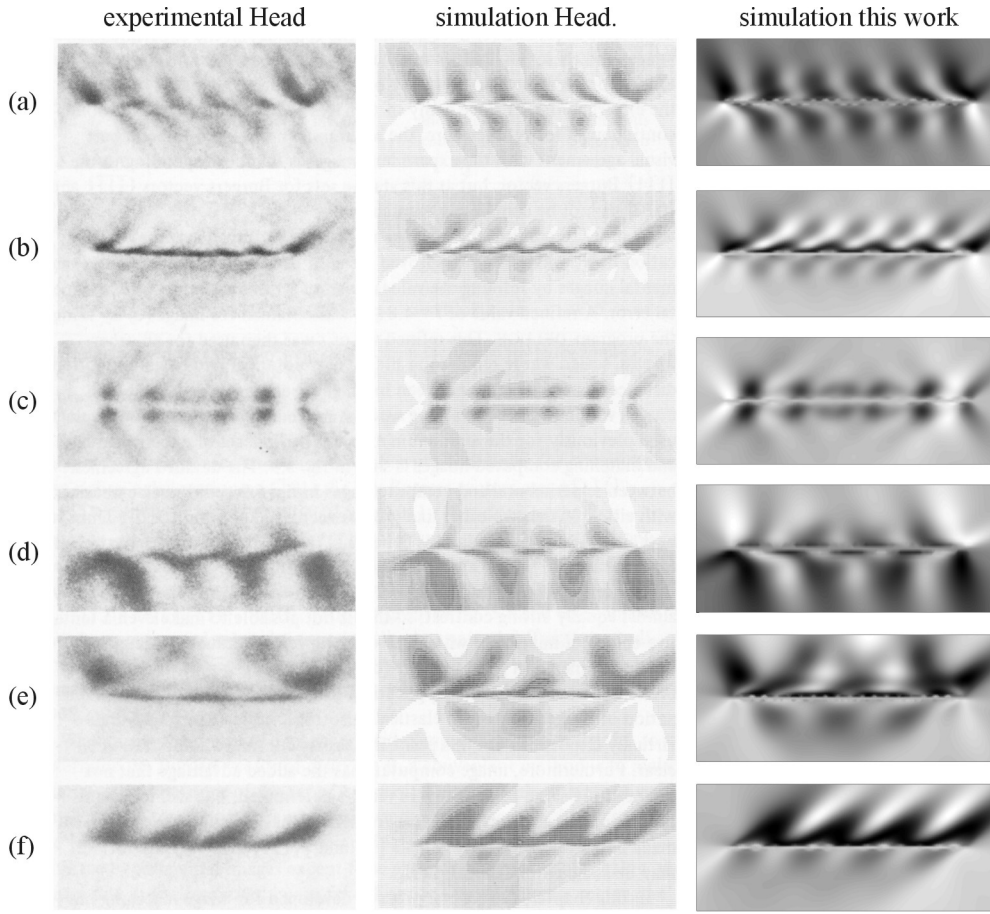 experimental Head
simulation Head.
simulation this work
(a)
(b)
(c)
(d)
(e)
(f)